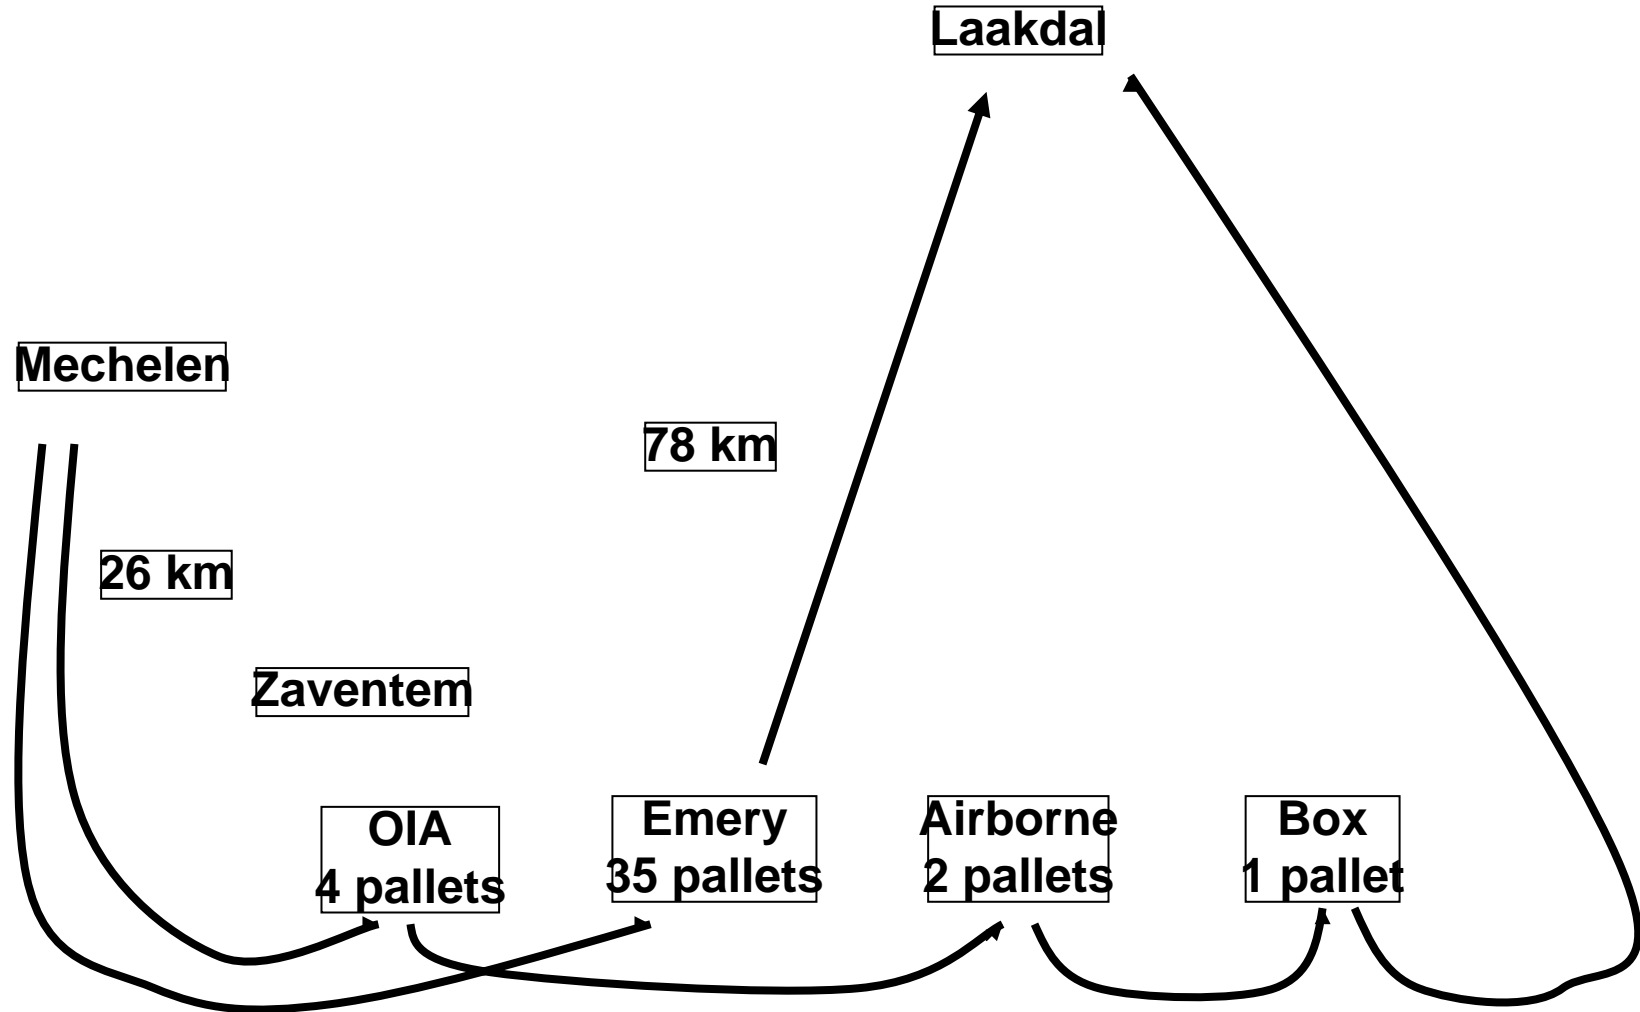 Laakdal
Mechelen
78 km
26 km
Zaventem
OIA
4 pallets
Emery
35 pallets
Airborne
2 pallets
Box
1 pallet